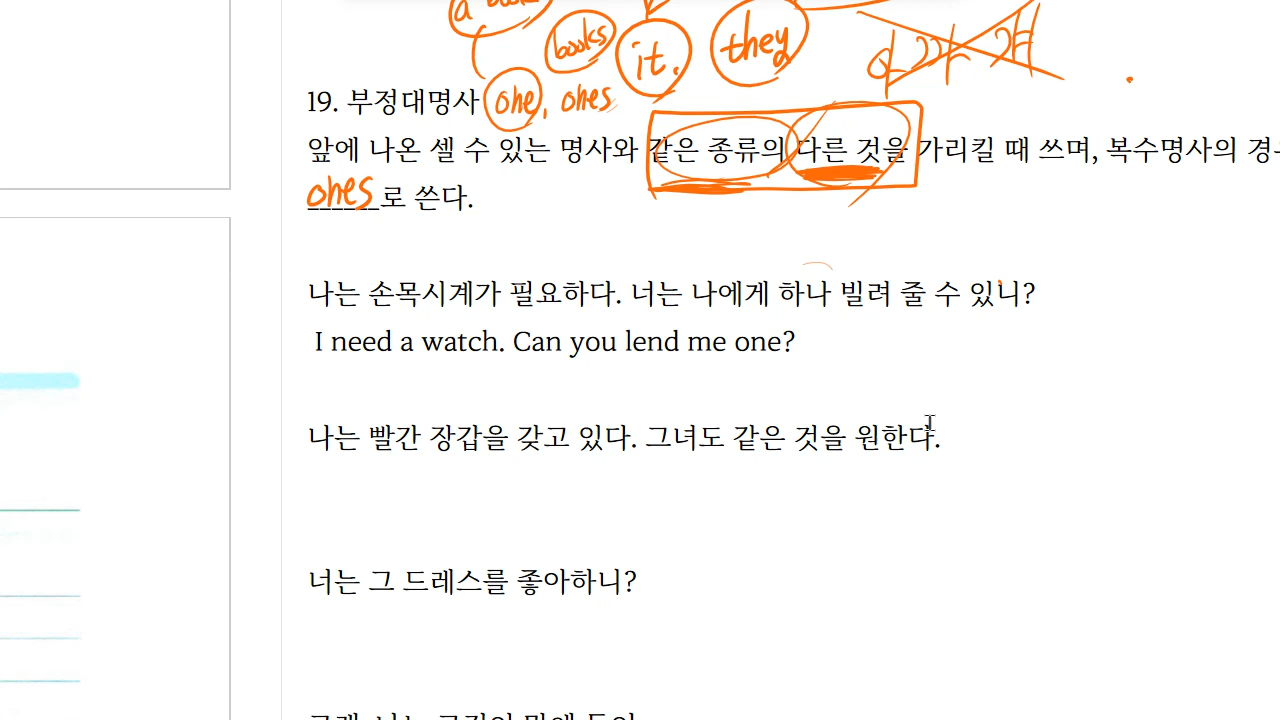 a book
books it. they
19. 부정대명사 one, ones
앞에 나온 셀 수 있는 명사와 같은 종류의 다른 것을 가리킬 때 쓰며, 복수명사의
ones로 쓴다.
나는 손목시계가 필요하다. 너는 나에게 하나 빌려 줄 수 있니?
I need a watch. Can you lend me one?
나는 빨간 장갑을 갖고 있다. 그녀도 같은 것을 원한다.
너는 그 드레스를 좋아하니?